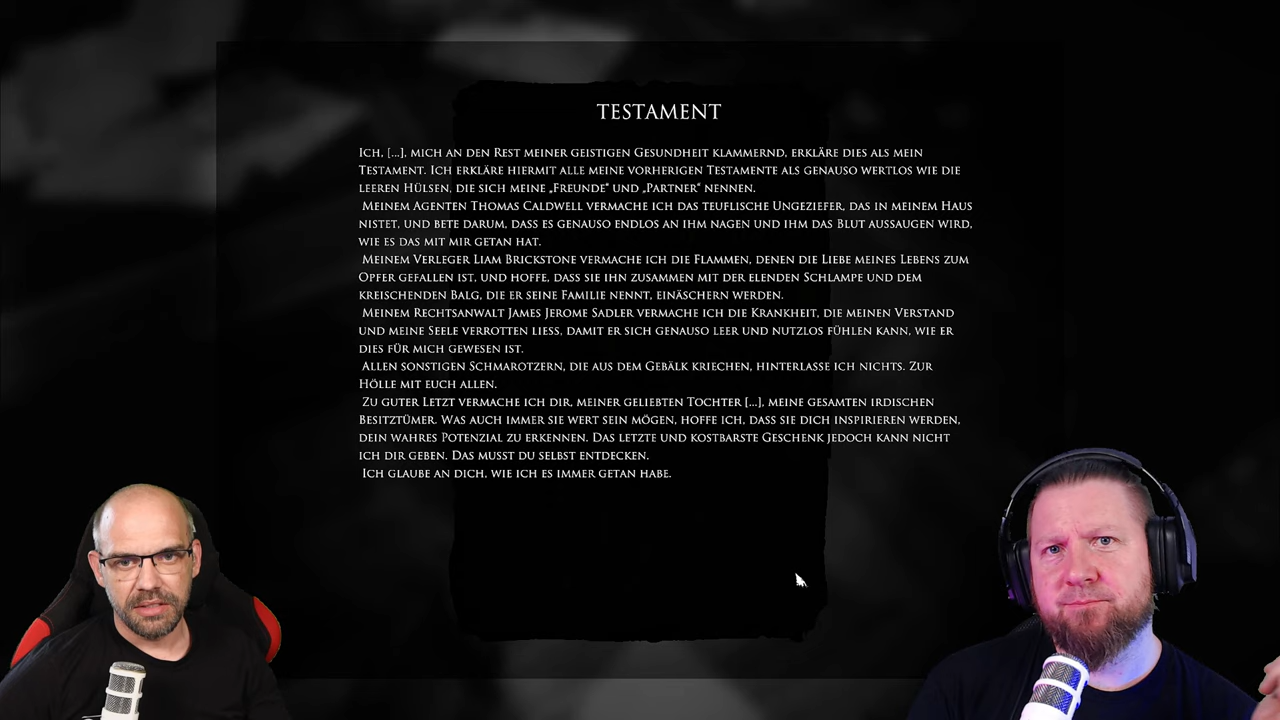 TESTAMENT
ICH, [...], MICH AN DEN REST MEINER GEISTIGEN GESUNDHEIT KLAMMERND, ERKLÄRE DIES ALS MEIN
TESTAMENT. ICH ERKLÄRE HIERMIT ALLE MEINE VORHERIGEN TESTAMENTE ALS GENAUSO WERTLOS WIE DIE
LEEREN HÜLSEN, DIE SICH MEINE „FREUNDE" UND „PARTNER" NENNEN.
MEINEM AGENTEN THOMAS CALDWELL VERMACHE ICH DAS TEUFLISCHE UNGEZIEFER, DAS IN MEINEM HAUS
NISTET, UND BETE DARUM, DASS ES GENAUSO ENDLOS AN IHM NAGEN UND IHM DAS BLUT AUSSAUGEN WIRD,
WIE ES DAS MIT MIR GETAN HAT.
MEINEM VERLEGER LIAM BRICKSTONE VERMACHE ICH DIE FLAMMEN, DENEN DIE LIEBE MEINES LEBENS ZUM
OPFER GEFALLEN IST, UND HOFFE, DASS SIE IHN ZUSAMMEN MIT DER ELENDEN SCHLAMPE UND DEM
KREISCHENDEN BALG, DIE ER SEINE FAMILIE NENNT, EINÄSCHERN WERDEN.
MEINEM RECHTSANWALT JAMES JEROME SADLER VERMACHE ICH DIE KRANKHEIT, DIE MEINEN VERSTAND
UND MEINE SEELE VERROTTEN LIESS, DAMIT ER SICH GENAUSO LEER UND NUTZLOS FÜHLEN KANN, WIE ER
DIES FÜR MICH GEWESEN IST.
ALLEN SONSTIGEN SCHMAROTZERN, DIE AUS DEM GEBÄLK KRIECHEN, HINTERLASSE ICH NICHTS. ZUR
HÖLLE MIT EUCH ALLEN.
ZU GUTER LETZT VERMACHE ICH DIR, MEINER GELIEBTEN TOCHTER [...], MEINE GESAMTEN IRDISCHEN
BESITZTÜMER. WAS AUCH IMMER SIE WERT SEIN MÖGEN, HOFFE ICH, DASS SIE DICH INSPIRIEREN WERDEN,
DEIN WAHRES POTENZIAL ZU ERKENNEN. DAS LETZTE UND KOSTBARSTE GESCHENK JEDOCH KANN NICHT
ICH DIR GEBEN. DAS MUSST DU SELBST ENTDECKEN.
ICH GLAUBE AN DICH, WIE ICH ES IMMER GETAN HABE.